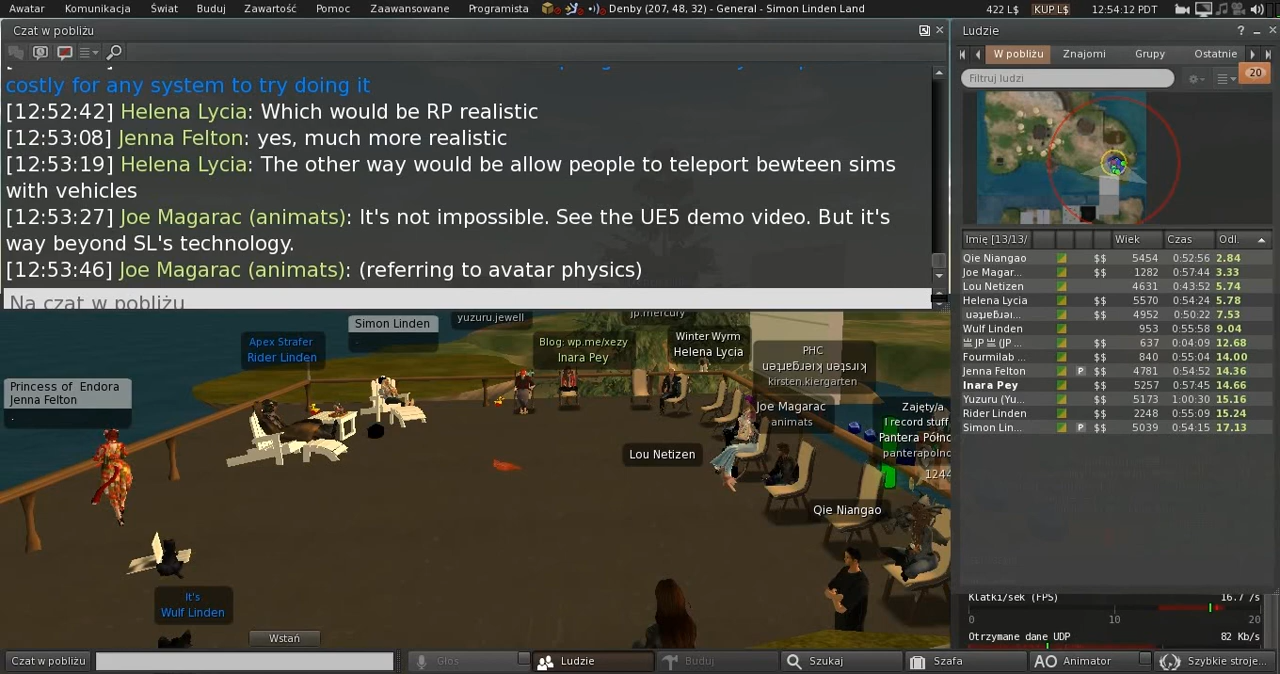 Awatar Komunikacja Świat Buduj Zawartość Pomoc Zaawansowane Programista Denby (207, 48, 32) - General - Simon Linden Land 422 L$ KUP L$ 12:54:12 PDT
Czat w pobliżu
costly for any system to try doing it
[12:52:42] Helena Lycia: Which would be RP realistic
[12:53:08] Jenna Felton: yes, much more realistic
[12:53:19] Helena Lycia: The other way would be allow people to teleport bewteen sims
with vehicles
[12:53:27] Joe Magarac (animats): It's not impossible. See the UE5 demo video. But it's
way beyond SL's technology.
[12:53:46] Joe Magarac (animats): (referring to avatar physics)
Na czat w pobliżu
Ludzie
? _ ×
W pobliżu Znajomi Grupy Ostatnie
20
Filtruj ludzi
Imię [13/13/ Wiek Czas Odl.
Qie Niangao $$ 5454 0:52:56 2.84
Joe Magar... $$ 1282 0:57:44 3.33
Lou Netizen 4631 0:43:52 5.74
Helena Lycia $$ 5570 0:54:24 5.78
$$ 4952 0:50:22 7.53
Wulf Linden 953 0:55:58 9.04
JP (JP ... $$ 637 0:04:09 12.68
Fourmilab ... $$ 840 0:55:04 14.00
Jenna Felton P $$ 4781 0:54:52 14.36
Inara Pey $$ 5257 0:57:45 14.66
Yuzuru (Yu... $$ 5173 1:00:30 15.16
Rider Linden $$ 2248 0:55:09 15.24
Simon Lin... P $$ 5039 0:54:15 17.13
yuzuru.jewell
jp.mercury
Simon Linden
Apex Strafer
Rider Linden
Blog: wp.me/xezy
Inara Pey
Winter Wyrm
Helena Lycia
PHC
kirsten.kiergarten
Princess of Endora
Jenna Felton
Joe Magarac
animats
Zajęty/a
I record stuff
Pantera Półnc
panterapolnc
1244
Lou Netizen
Qie Niangao
It's
Wulf Linden
Wstań
Klatki/sek (FPS) 16.7 /s
0 10 20
Otrzymane dane UDP 82 Kb/s
Czat w pobliżu Głos Ludzie Buduj Szukaj Szafa AO Animator Szybkie stroje...